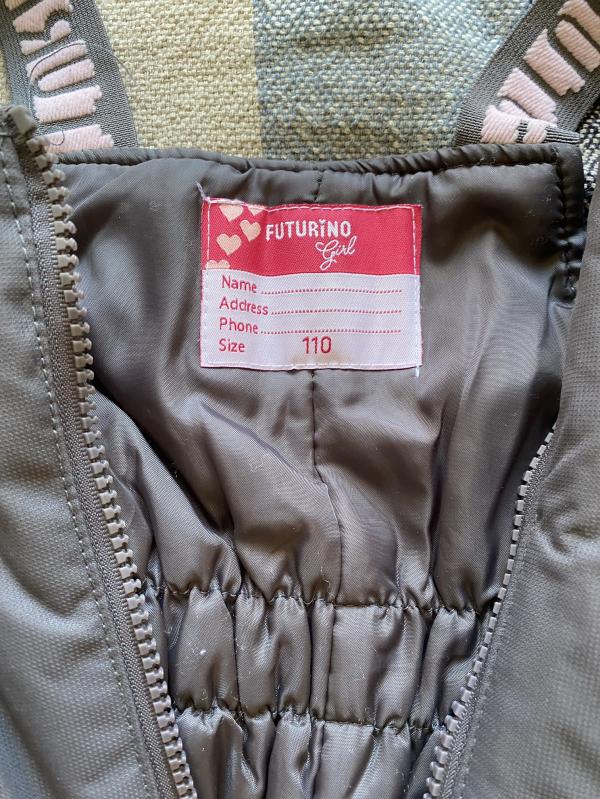 FUTURINO
Girl
Name
Address
Phone
Size 110